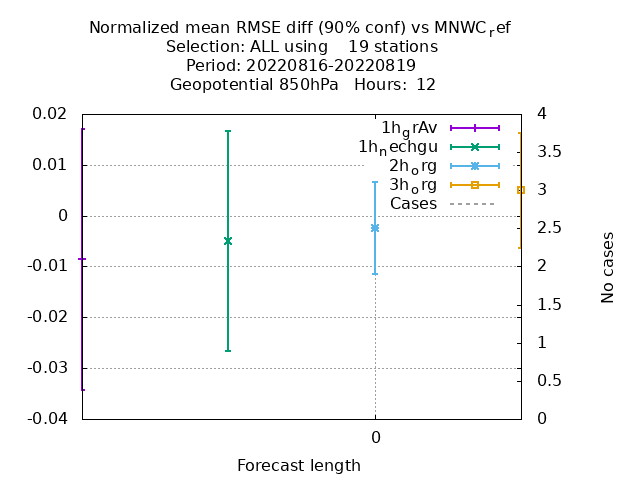 Normalized mean RMSE diff (90% conf) vs MNWC_ref
Selection: ALL using    19 stations
Period: 20220816-20220819
Geopotential 850hPa   Hours:  12
0.02
0.01
0
-0.01
-0.02
-0.03
-0.04
4
3.5
3
2.5
2
1.5
1
0.5
0
1h_grAv
1h_nechgu
2h_org
3h_org
Cases
No cases
0
Forecast length